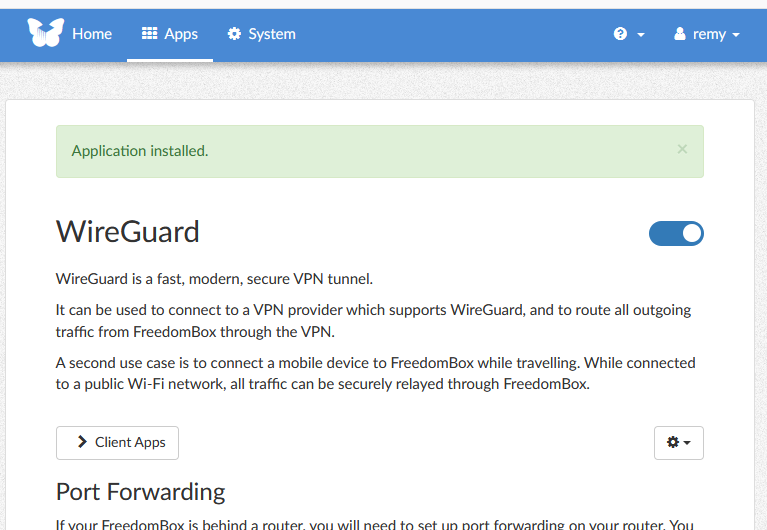 Home Apps System remy
Application installed. ×
WireGuard
WireGuard is a fast, modern, secure VPN tunnel.
It can be used to connect to a VPN provider which supports WireGuard, and to route all outgoing
traffic from FreedomBox through the VPN.
A second use case is to connect a mobile device to FreedomBox while travelling. While connected
to a public Wi-Fi network, all traffic can be securely relayed through FreedomBox.
Client Apps
Port Forwarding
If your FreedomBox is behind a router, you will need to set up port forwarding on your router. You